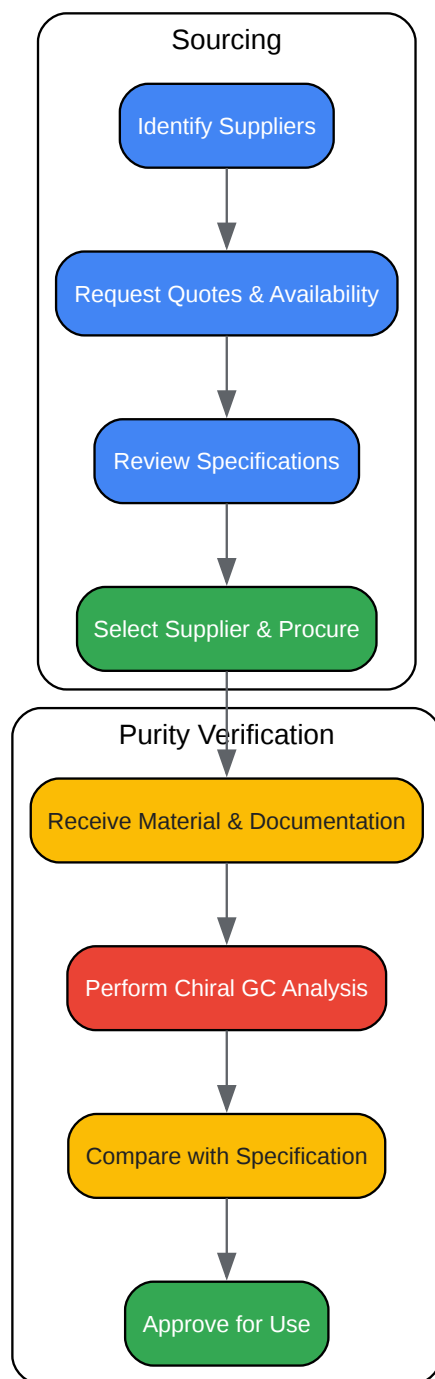 Sourcing
Identify Suppliers
Request Quotes & Availability
Review Specifications
Select Supplier & Procure
Purity Verification
Receive Material & Documentation
Perform Chiral GC Analysis
Compare with Specification
Approve for Use